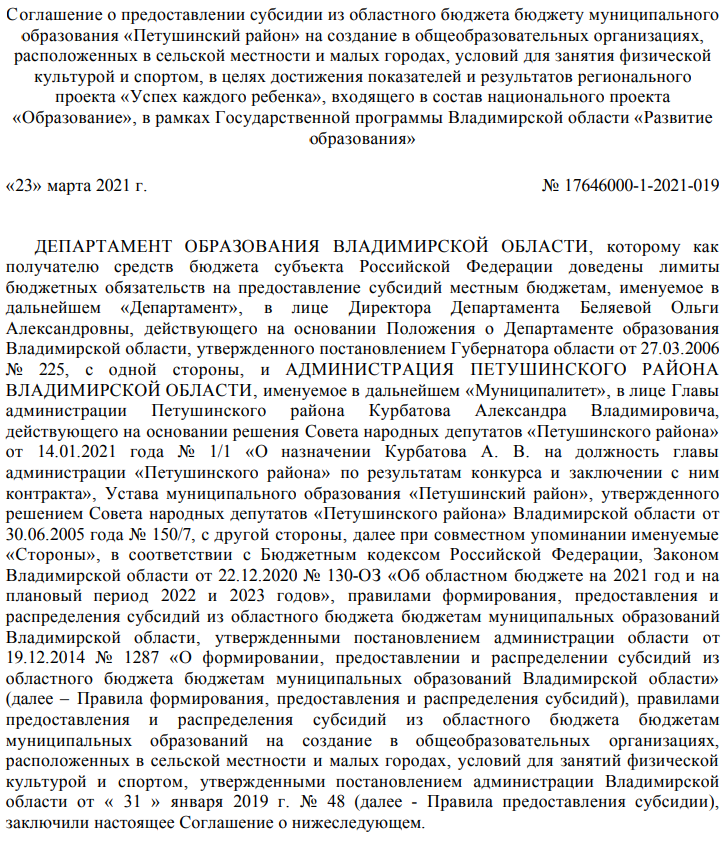 Соглашение о предоставлении субсидии из областного бюджета бюджету муниципального
образования «Петушинский район» на создание в общеобразовательных организациях,
расположенных в сельской местности и малых городах, условий для занятия физической
культурой и спортом, в целях достижения показателей и результатов регионального
проекта «Успех каждого ребенка», входящего в состав национального проекта
«Образование», в рамках Государственной программы Владимирской области «Развитие
образования»
«23» марта 2021 г. № 17646000-1-2021-019
ДЕПАРТАМЕНТ ОБРАЗОВАНИЯ ВЛАДИМИРСКОЙ ОБЛАСТИ, которому как
получателю средств бюджета субъекта Российской Федерации доведены лимиты
бюджетных обязательств на предоставление субсидий местным бюджетам, именуемое в
дальнейшем «Департамент», в лице Директора Департамента Беляевой Ольги
Александровны, действующего на основании Положения о Департаменте образования
Владимирской области, утвержденного постановлением Губернатора области от 27.03.2006
№ 225, с одной стороны, и АДМИНИСТРАЦИЯ ПЕТУШИНСКОГО РАЙОНА
ВЛАДИМИРСКОЙ ОБЛАСТИ, именуемое в дальнейшем «Муниципалитет», в лице Главы
администрации Петушинского района Курбатова Александра Владимировича,
действующего на основании решения Совета народных депутатов «Петушинского района»
от 14.01.2021 года № 1/1 «О назначении Курбатова А. В. на должность главы
администрации «Петушинского района» по результатам конкурса и заключении с ним
контракта», Устава муниципального образования «Петушинский район», утвержденного
решением Совета народных депутатов «Петушинского района» Владимирской области от
30.06.2005 года № 150/7, с другой стороны, далее при совместном упоминании именуемые
«Стороны», в соответствии с Бюджетным кодексом Российской Федерации, Законом
Владимирской области от 22.12.2020 № 130-ОЗ «Об областном бюджете на 2021 год и на
плановый период 2022 и 2023 годов», правилами формирования, предоставления и
распределения субсидий из областного бюджета бюджетам муниципальных образований
Владимирской области, утвержденными постановлением администрации области от
19.12.2014 № 1287 «О формировании, предоставлении и распределении субсидий из
областного бюджета бюджетам муниципальных образований Владимирской области»
(далее – Правила формирования, предоставления и распределения субсидий), правилами
предоставления и распределения субсидий из областного бюджета бюджетам
муниципальных образований на создание в общеобразовательных организациях,
расположенных в сельской местности и малых городах, условий для занятий физической
культурой и спортом, утвержденными постановлением администрации Владимирской
области от « 31 » января 2019 г. № 48 (далее - Правила предоставления субсидии),
заключили настоящее Соглашение о нижеследующем.